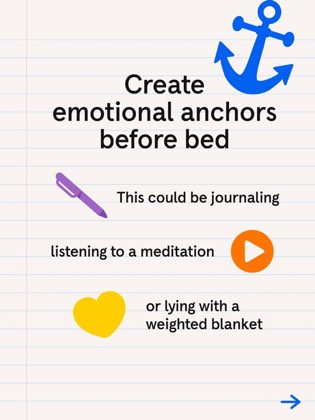 Create
emotional anchors
before bed
This could be journaling
listening to a meditation
or lying with a
weighted blanket